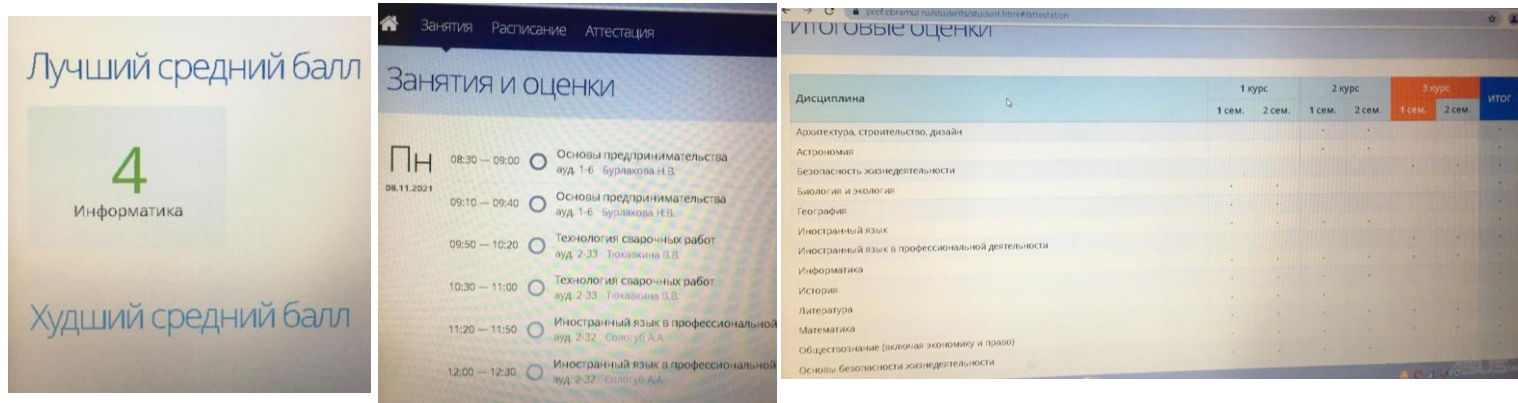 Лучший средний балл
4
Информатика
Худший средний балл
Занятия Расписание Аттестация
Занятия и оценки
Пн
08.11.2021
08:30 — 09:00 Основы предпринимательства
ауд. 1-6 Бурлакова Н.В.
09:10 — 09:40 Основы предпринимательства
ауд. 1-6 Бурлакова Н.В.
09:50 — 10:20 Технология сварочных работ
ауд. 2-33 Тюкавкина В.В.
10:30 — 11:00 Технология сварочных работ
ауд. 2-33 Тюкавкина В.В.
11:20 — 11:50 Иностранный язык в профессиональной
ауд. 2-32 Сологуб А.А.
12:00 — 12:30 Иностранный язык в профессиональной
ауд. 2-32 Сологуб А.А.
prof.obramur.ru/students/student.html#/attestation
Итоговые оценки
Дисциплина 1 курс 2 курс 3 курс ИТОГ
1 сем. 2 сем. 1 сем. 2 сем. 1 сем. 2 сем.
Архитектура, строительство, дизайн
Астрономия
Безопасность жизнедеятельности
Биология и экология
География
Иностранный язык
Иностранный язык в профессиональной деятельности
Информатика
История
Литература
Математика
Обществознание (включая экономику и право)
Основы безопасности жизнедеятельности
ASUS